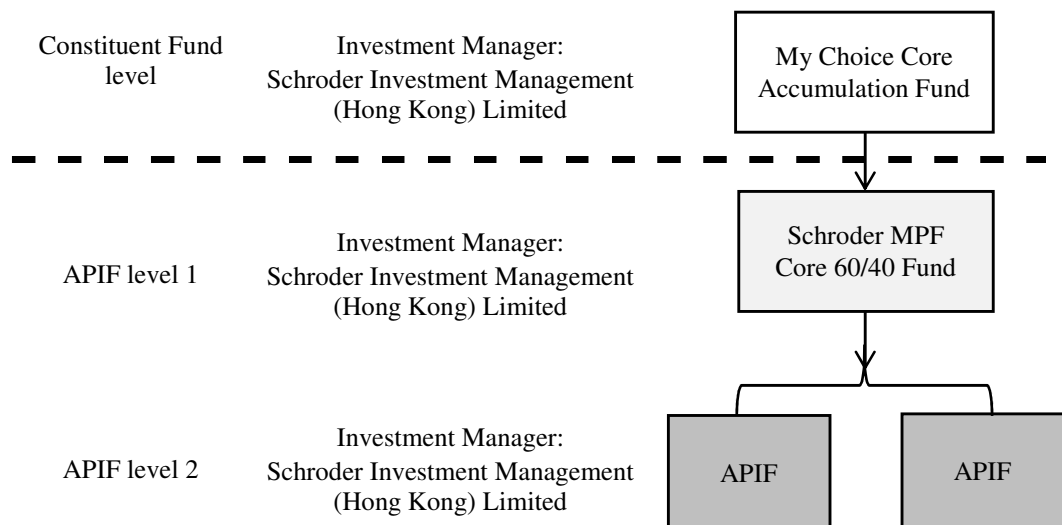 Constituent Fund
level
Investment Manager:
Schroder Investment Management
(Hong Kong) Limited
My Choice Core
Accumulation Fund
APIF level 1
Investment Manager:
Schroder Investment Management
(Hong Kong) Limited
Schroder MPF
Core 60/40 Fund
APIF level 2
Investment Manager:
Schroder Investment Management
(Hong Kong) Limited
APIF
APIF